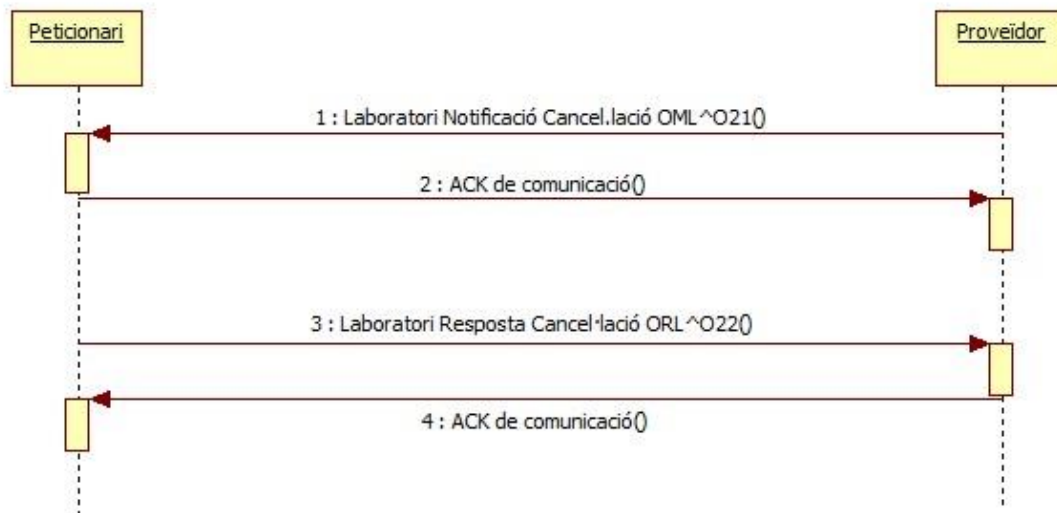 Peticionari
Proveïdor
1 : Laboratori Notificació Cancel.lació OML^O21()
2 : ACK de comunicació()
3 : Laboratori Resposta Cancel·lació ORL^O22()
4 : ACK de comunicació()